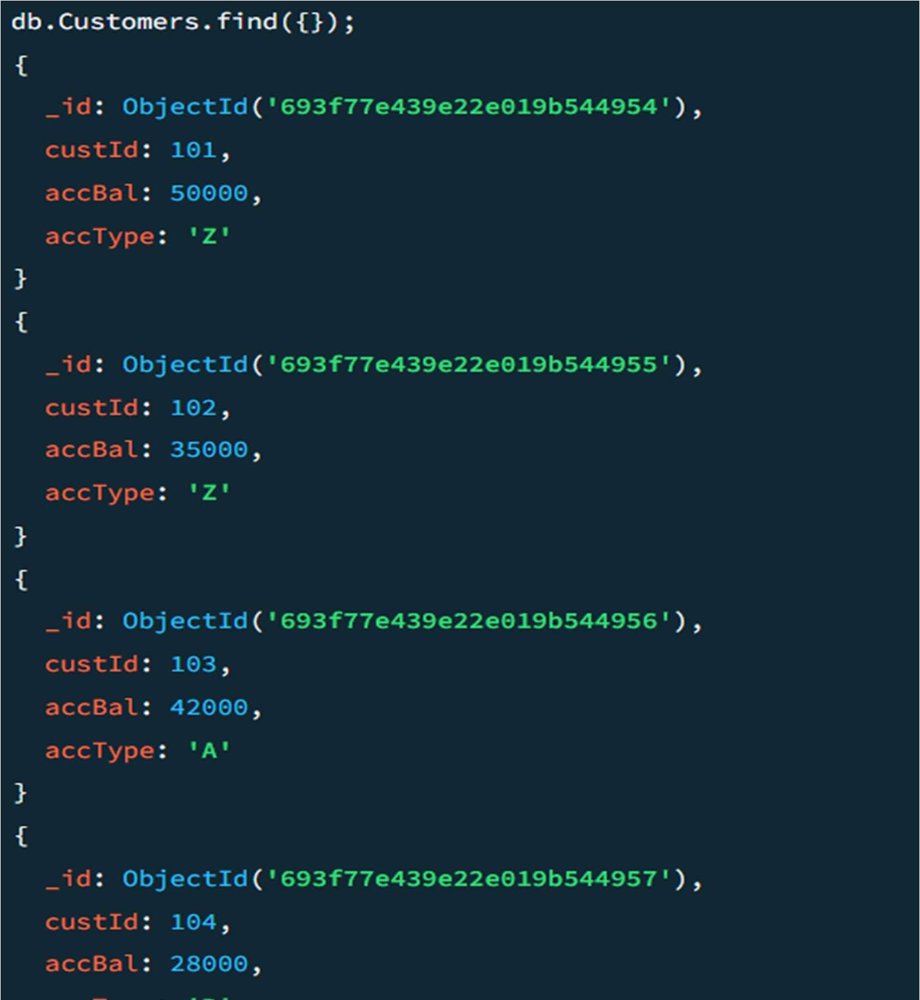 db.Customers.find({});
{
_id: ObjectId('693f77e439e22e019b544954'),
custId: 101,
accBal: 50000,
accType: 'Z'
}
{
_id: ObjectId('693f77e439e22e019b544955'),
custId: 102,
accBal: 35000,
accType: 'Z'
}
{
_id: ObjectId('693f77e439e22e019b544956'),
custId: 103,
accBal: 42000,
accType: 'A'
}
{
_id: ObjectId('693f77e439e22e019b544957'),
custId: 104,
accBal: 28000,